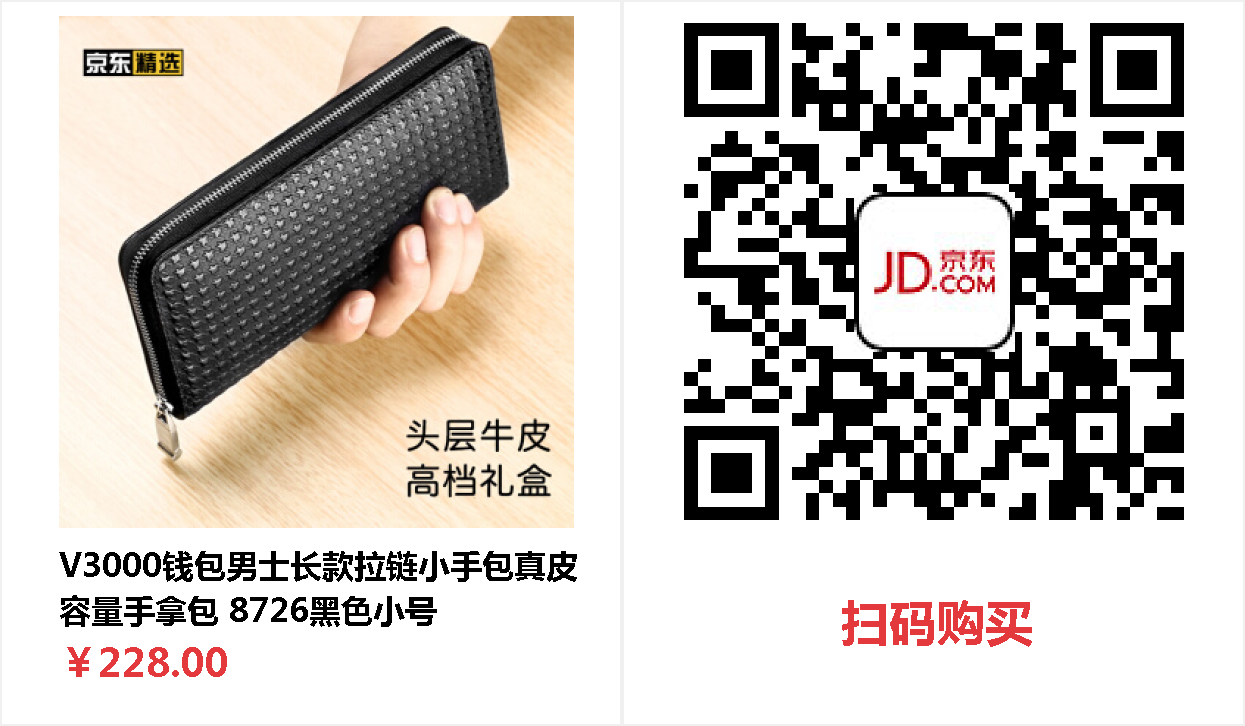 京东精选
头层牛皮
高档礼盒
V3000钱包男士长款拉链小手包真皮
容量手拿包 8726黑色小号
￥228.00
JD.京东
.COM
扫码购买